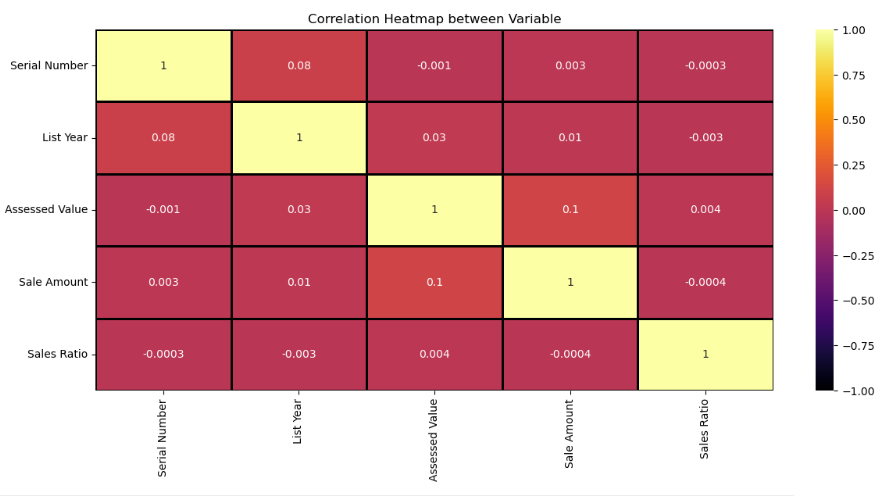 Correlation Heatmap between Variable
Serial Number 1 0.08 -0.001 0.003 -0.0003
List Year 0.08 1 0.03 0.01 -0.003
Assessed Value -0.001 0.03 1 0.1 0.004
Sale Amount 0.003 0.01 0.1 1 -0.0004
Sales Ratio -0.0003 -0.003 0.004 -0.0004 1
Serial Number
List Year
Assessed Value
Sale Amount
Sales Ratio
1.00
0.75
0.50
0.25
0.00
−0.25
−0.50
−0.75
−1.00